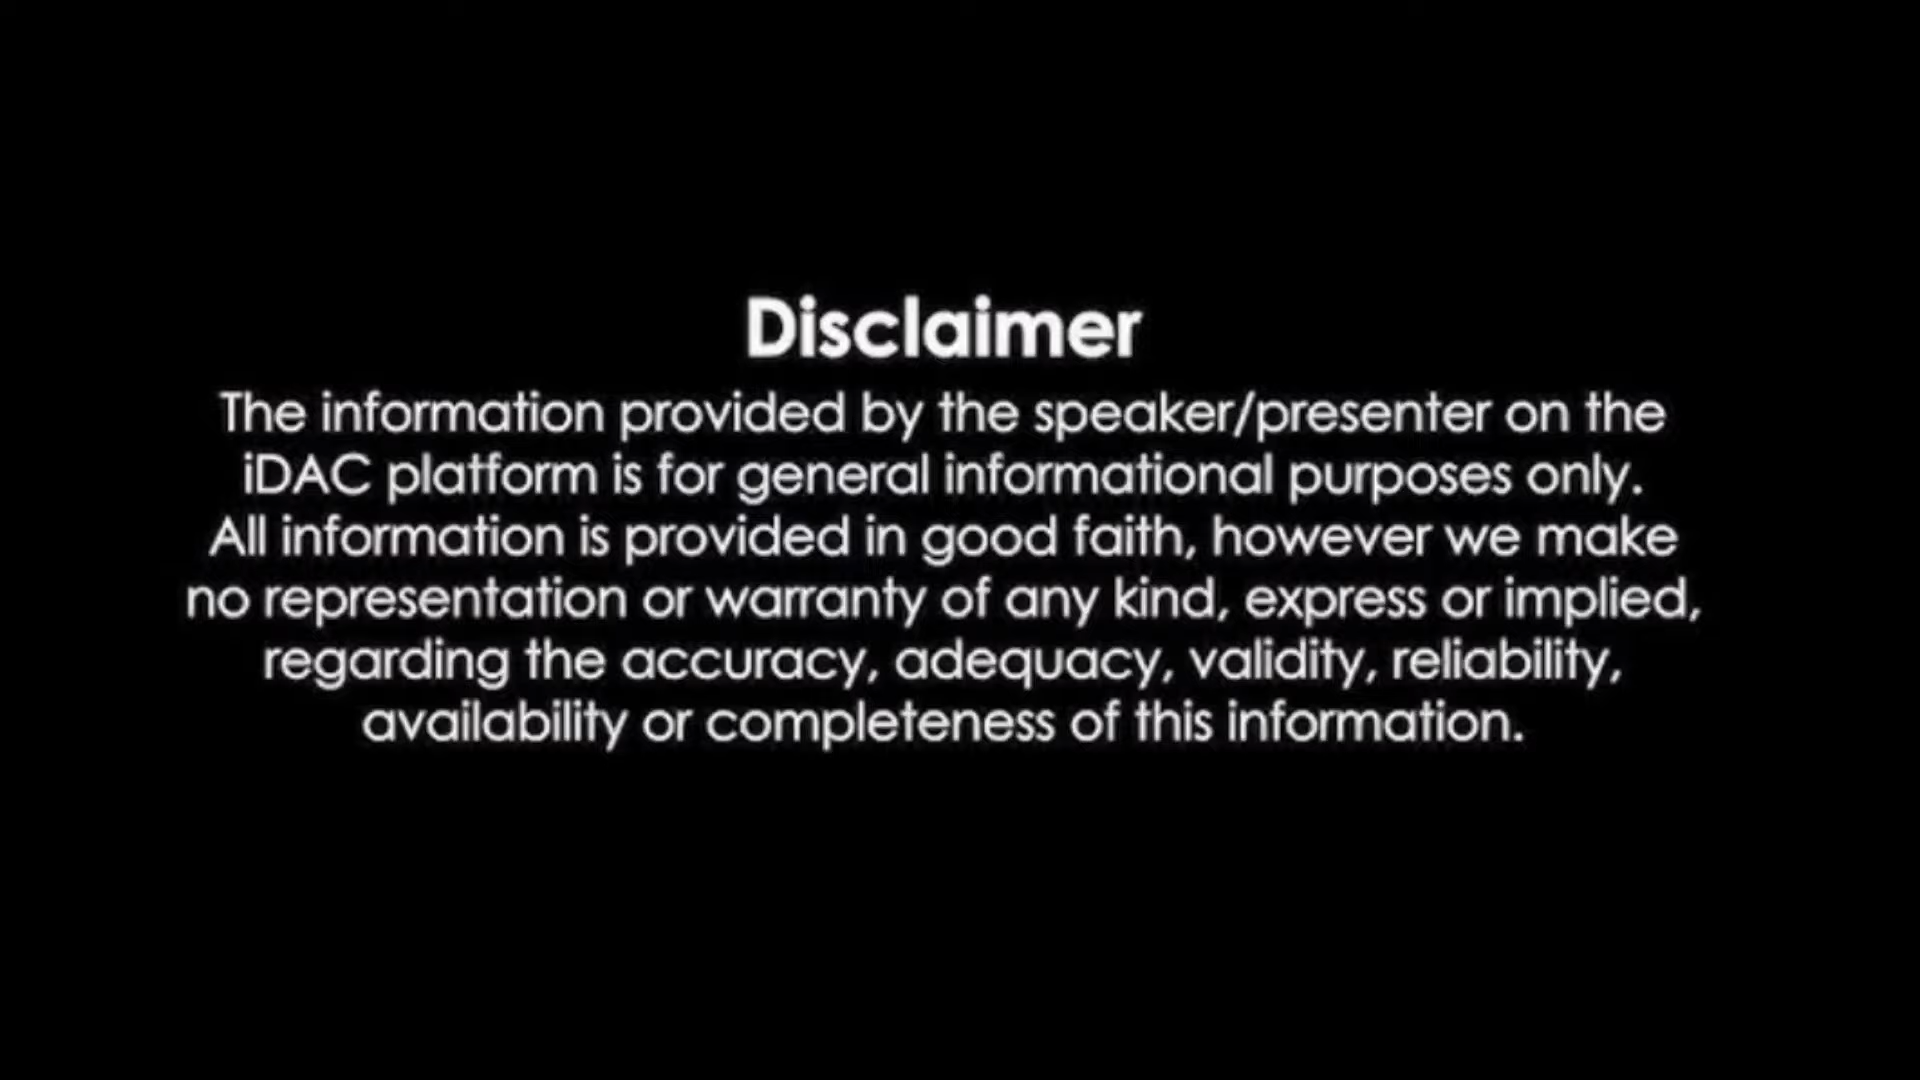 Disclaimer
The information provided by the speaker/presenter on the
iDAC platform is for general informational purposes only.
All information is provided in good faith, however we make
no representation or warranty of any kind, express or implied,
regarding the accuracy, adequacy, validity, reliability,
availability or completeness of this information.